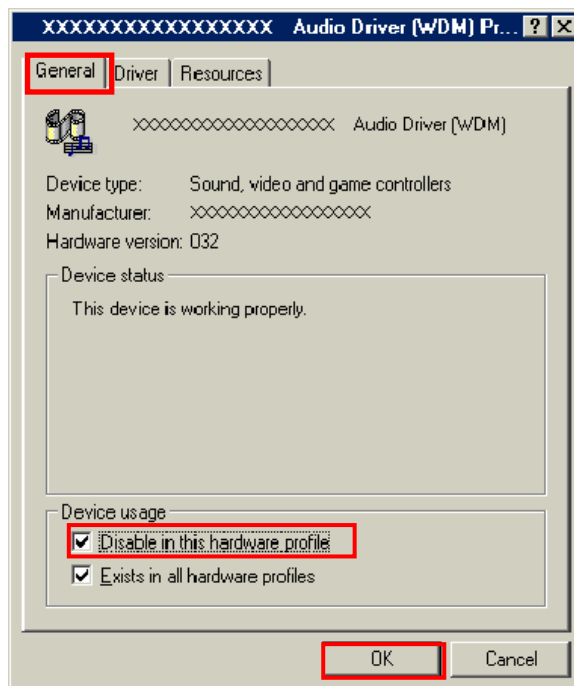 XXXXXXXXXXXXXXXXX Audio Driver (WDM) Pr... ? X
General Driver Resources
XXXXXXXXXXXXXXXXXXX Audio Driver (WDM)
Device type: Sound, video and game controllers
Manufacturer: XXXXXXXXXXXXXXXXX
Hardware version: 032
Device status
This device is working properly.
Device usage
Disable in this hardware profile
Exists in all hardware profiles
OK Cancel